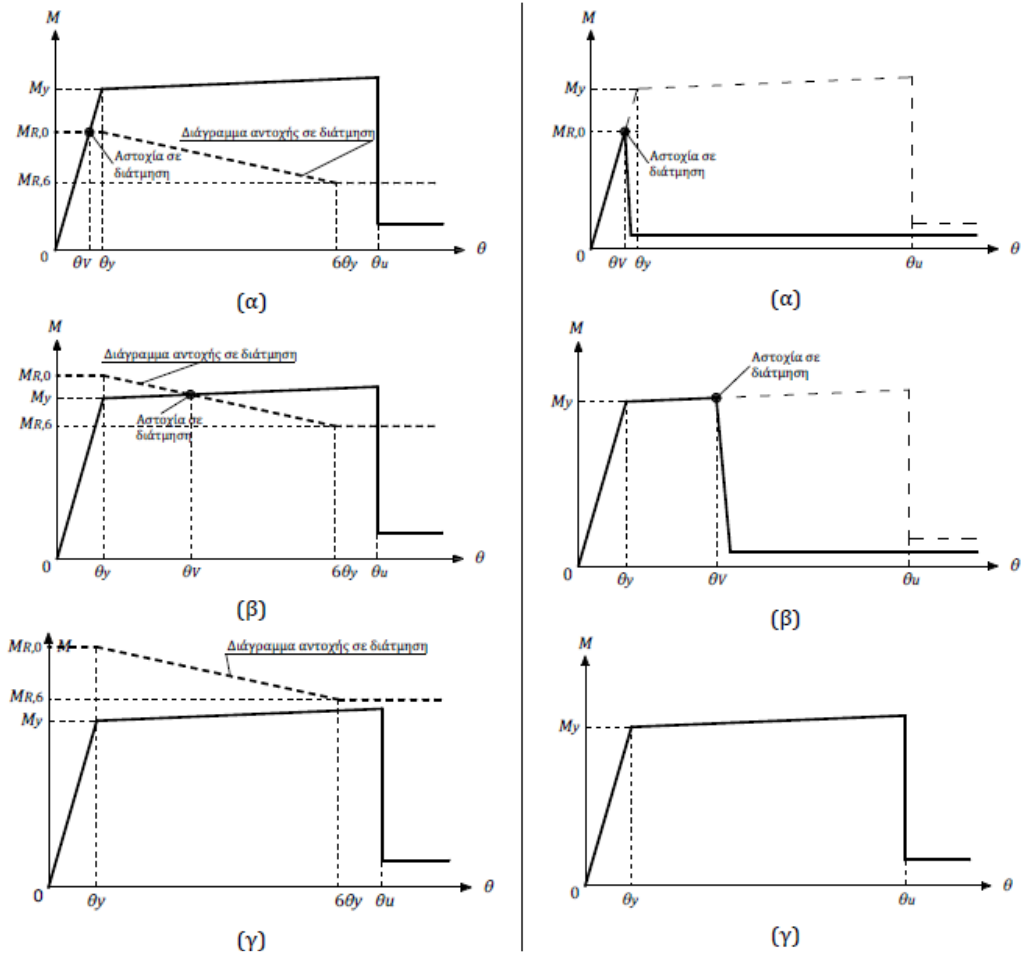 M
My
MR,0
Διάγραμμα αντοχής σε διάτμηση
Αστοχία σε
διάτμηση
MR,6
0
θV
θy
6θy
θu
θ
(α)
M
My
MR,0
Αστοχία σε
διάτμηση
0
θV
θy
θu
θ
(α)
M
Διάγραμμα αντοχής σε διάτμηση
MR,0
My
Αστοχία σε
διάτμηση
MR,6
0
θy
θV
6θy
θu
θ
(β)
M
Αστοχία σε
διάτμηση
My
0
θy
θV
θu
θ
(β)
MR,0
M
Διάγραμμα αντοχής σε διάτμηση
MR,6
My
0
θy
6θy
θu
θ
(γ)
M
My
0
θy
θu
θ
(γ)